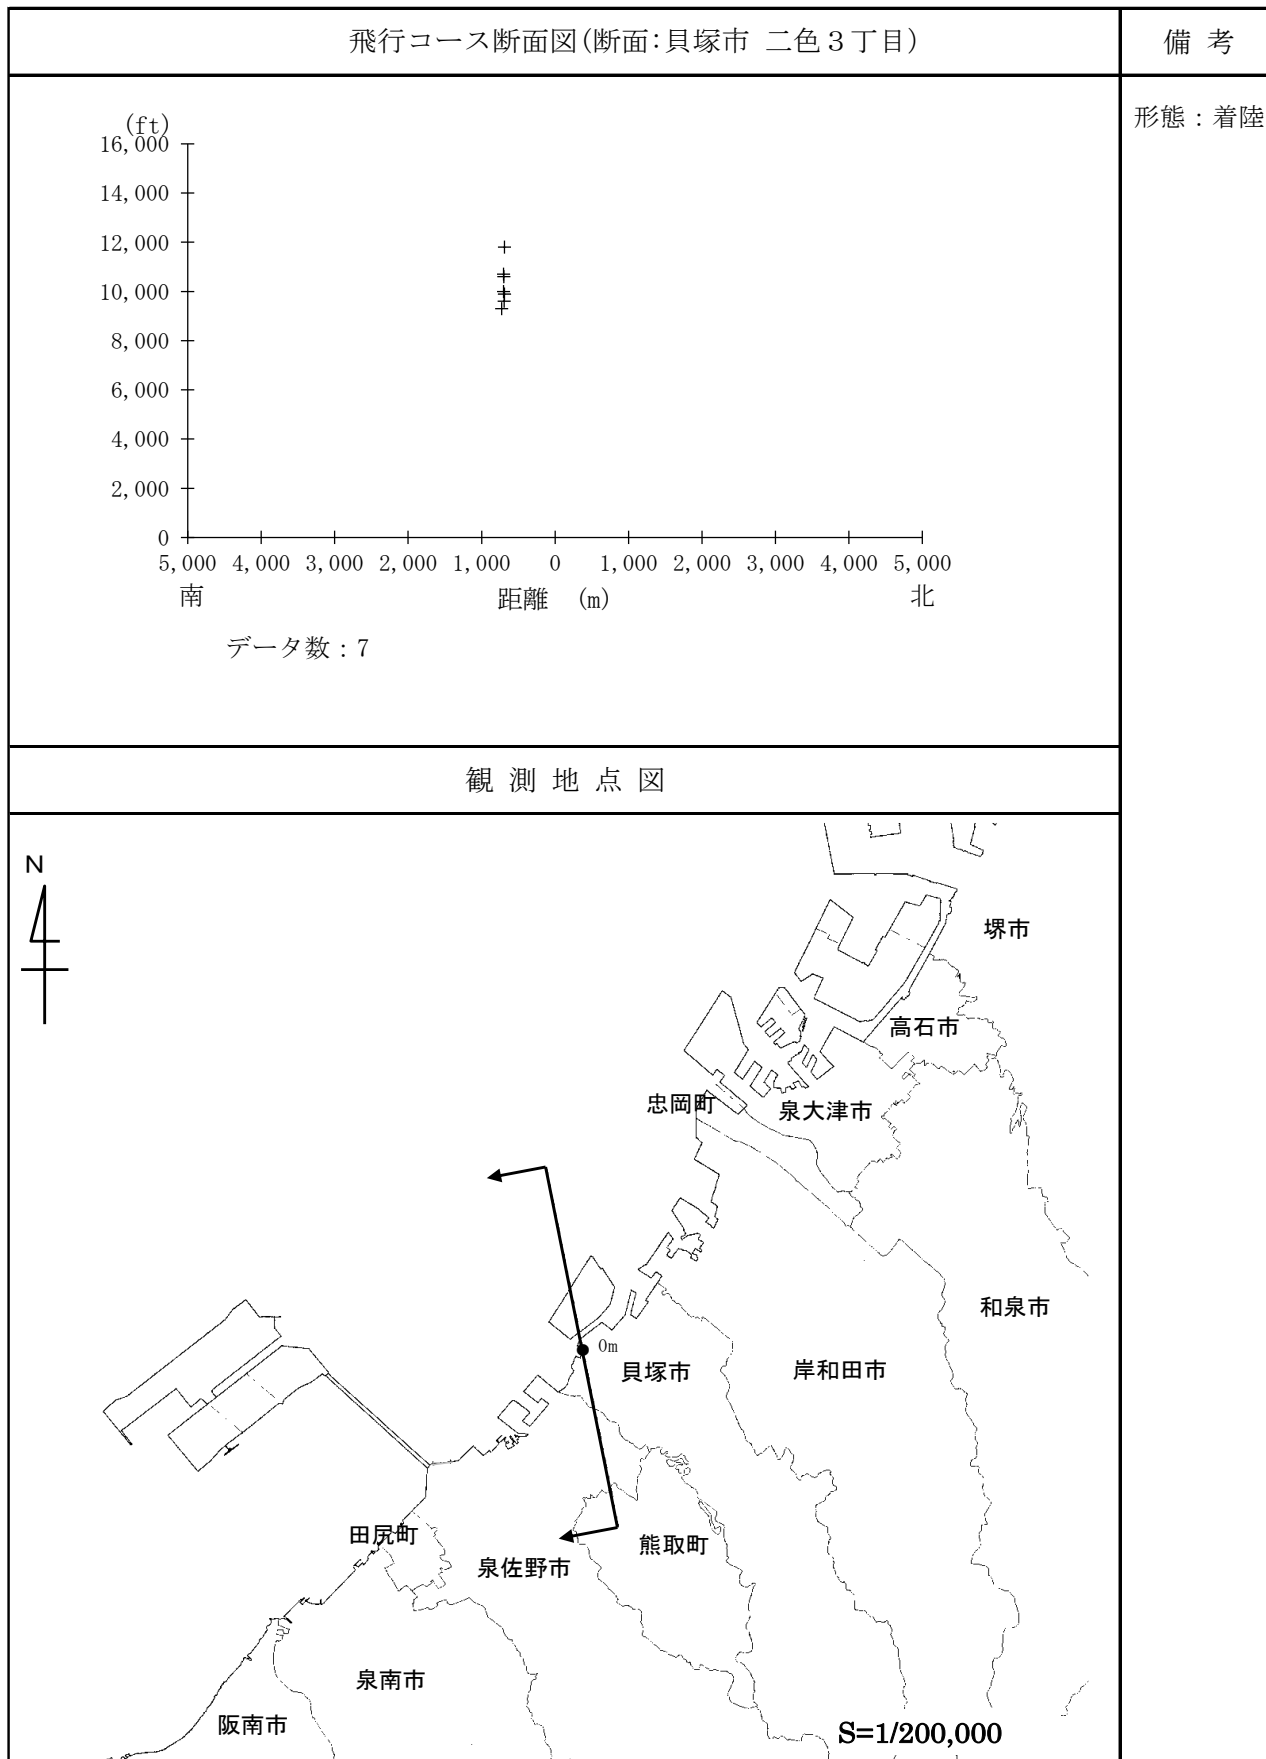 飛行コース断面図(断面:貝塚市 二色3丁目)
備 考
形態:着陸
(ft)
16,000
14,000
12,000
10,000
8,000
6,000
4,000
2,000
0
5,000 4,000 3,000 2,000 1,000 0 1,000 2,000 3,000 4,000 5,000
南 距離 (m) 北
データ数:7
観 測 地 点 図
N
堺市
高石市
忠岡町
泉大津市
和泉市
0m
貝塚市
岸和田市
田尻町
熊取町
泉佐野市
泉南市
阪南市
S=1/200,000